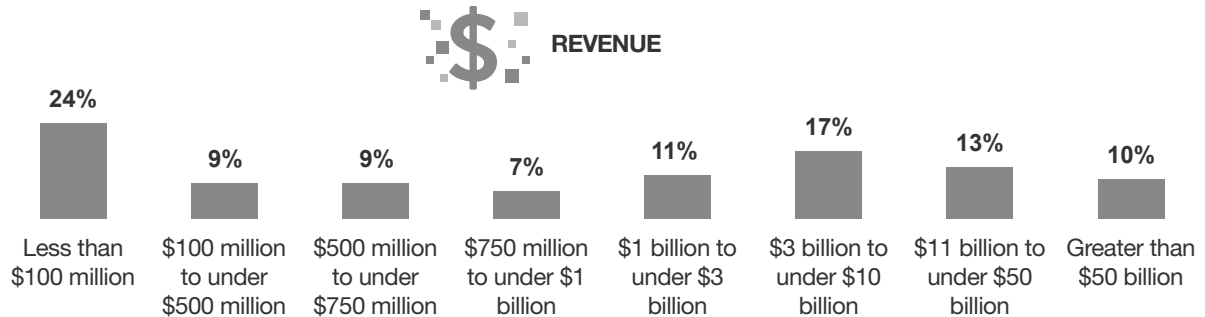 $
REVENUE
24%
9%
9%
7%
11%
17%
13%
10%
Less than
$100 million
$100 million
to under
$500 million
$500 million
to under
$750 million
$750 million
to under $1
billion
$1 billion to
under $3
billion
$3 billion to
under $10
billion
$11 billion to
under $50
billion
Greater than
$50 billion